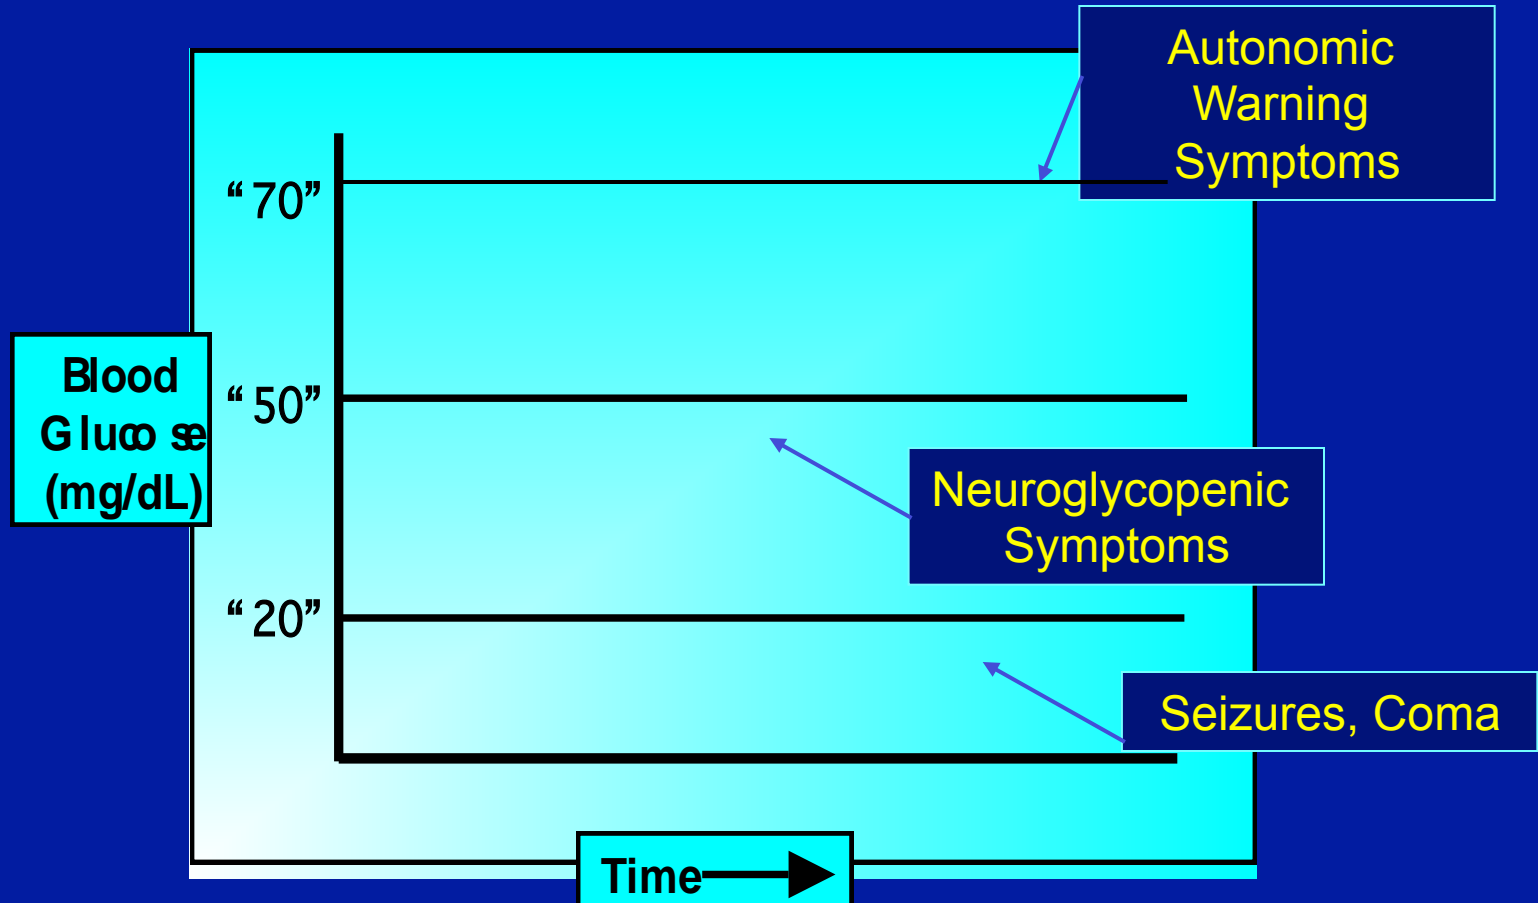 Autonomic
Warning
Symptoms
“70”
Blood
Glucose
(mg/dL)
“50”
Neuroglycopenic
Symptoms
“20”
Seizures, Coma
Time